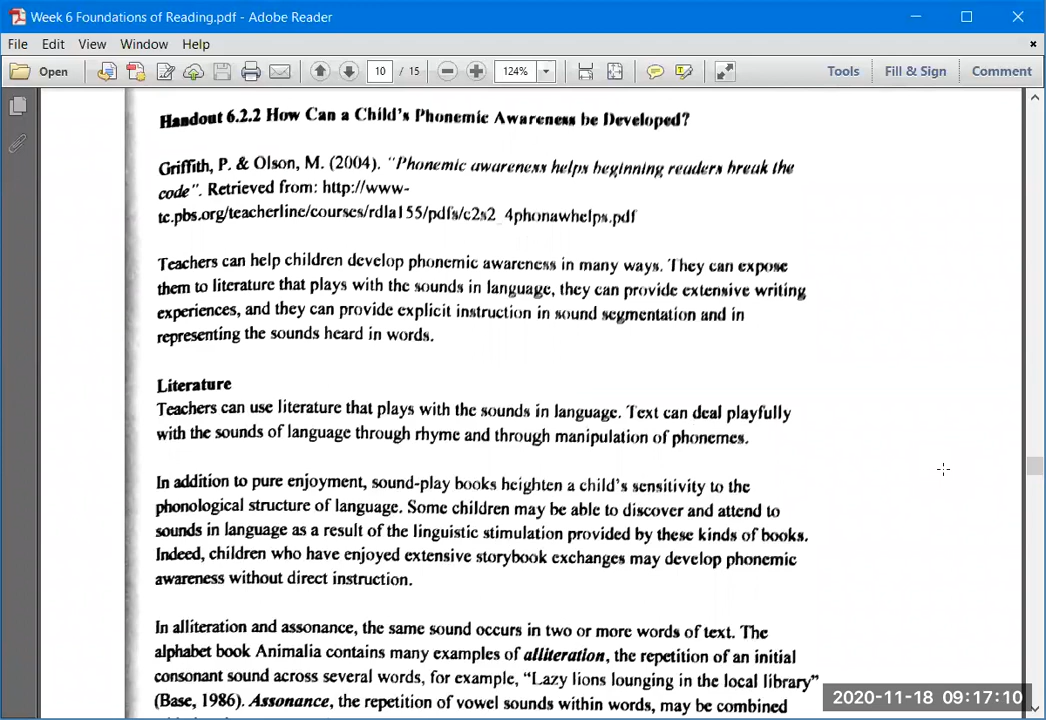 Week 6 Foundations of Reading.pdf - Adobe Reader
File Edit View Window Help
Open 10 / 15 124% Tools Fill & Sign Comment
Handout 6.2.2 How Can a Child's Phonemic Awareness be Developed?
Griffith, P. & Olson, M. (2004). "Phonemic awareness helps beginning readers break the
code". Retrieved from: http://www-
tc.pbs.org/teacherline/courses/rdla155/pdfs/c2s2_4phonawhelps.pdf
Teachers can help children develop phonemic awareness in many ways. They can expose
them to literature that plays with the sounds in language, they can provide extensive writing
experiences, and they can provide explicit instruction in sound segmentation and in
representing the sounds heard in words.
Literature
Teachers can use literature that plays with the sounds in language. Text can deal playfully
with the sounds of language through rhyme and through manipulation of phonemes.
In addition to pure enjoyment, sound-play books heighten a child's sensitivity to the
phonological structure of language. Some children may be able to discover and attend to
sounds in language as a result of the linguistic stimulation provided by these kinds of books.
Indeed, children who have enjoyed extensive storybook exchanges may develop phonemic
awareness without direct instruction.
In alliteration and assonance, the same sound occurs in two or more words of text. The
alphabet book Animalia contains many examples of alliteration, the repetition of an initial
consonant sound across several words, for example, "Lazy lions lounging in the local library"
(Base, 1986). Assonance, the repetition of vowel sounds within words, may be combined
2020-11-18 09:17:10